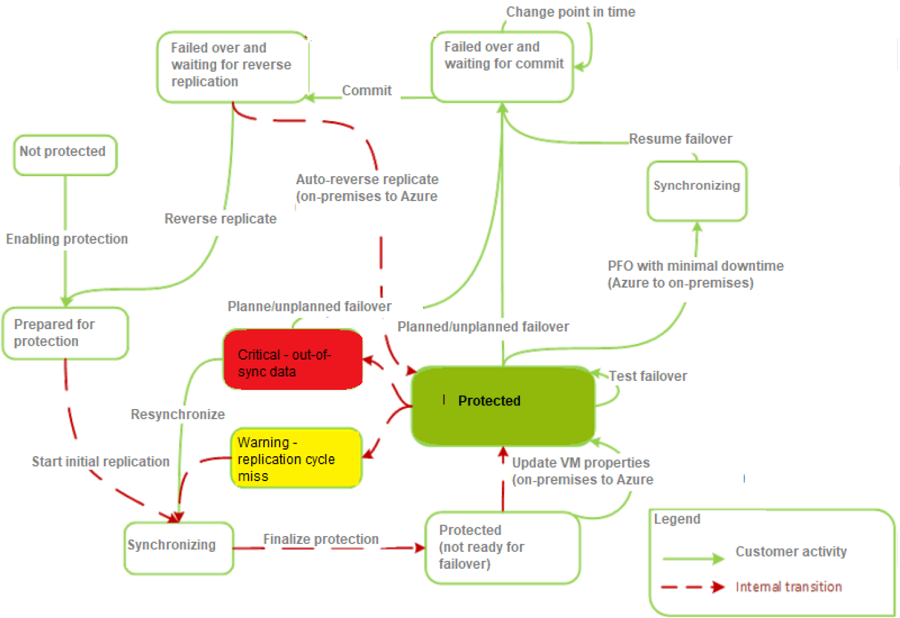 Change point in time
Failed over and
waiting for reverse
replication
Failed over and
waiting for commit
Commit
Resume failover
Not protected
Auto-reverse replicate
(on-premises to Azure
Synchronizing
Reverse replicate
Enabling protection
PFO with minimal downtime
(Azure to on-premises)
Planne/unplanned failover
Planned/unplanned failover
Prepared for
protection
Critical - out-of-
sync data
Test failover
Protected
Resynchronize
Warning -
replication cycle
miss
Start initial replication
Update VM properties
(on-premises to Azure
Synchronizing
Finalize protection
Protected
(not ready for
failover)
Legend
Customer activity
Internal transition